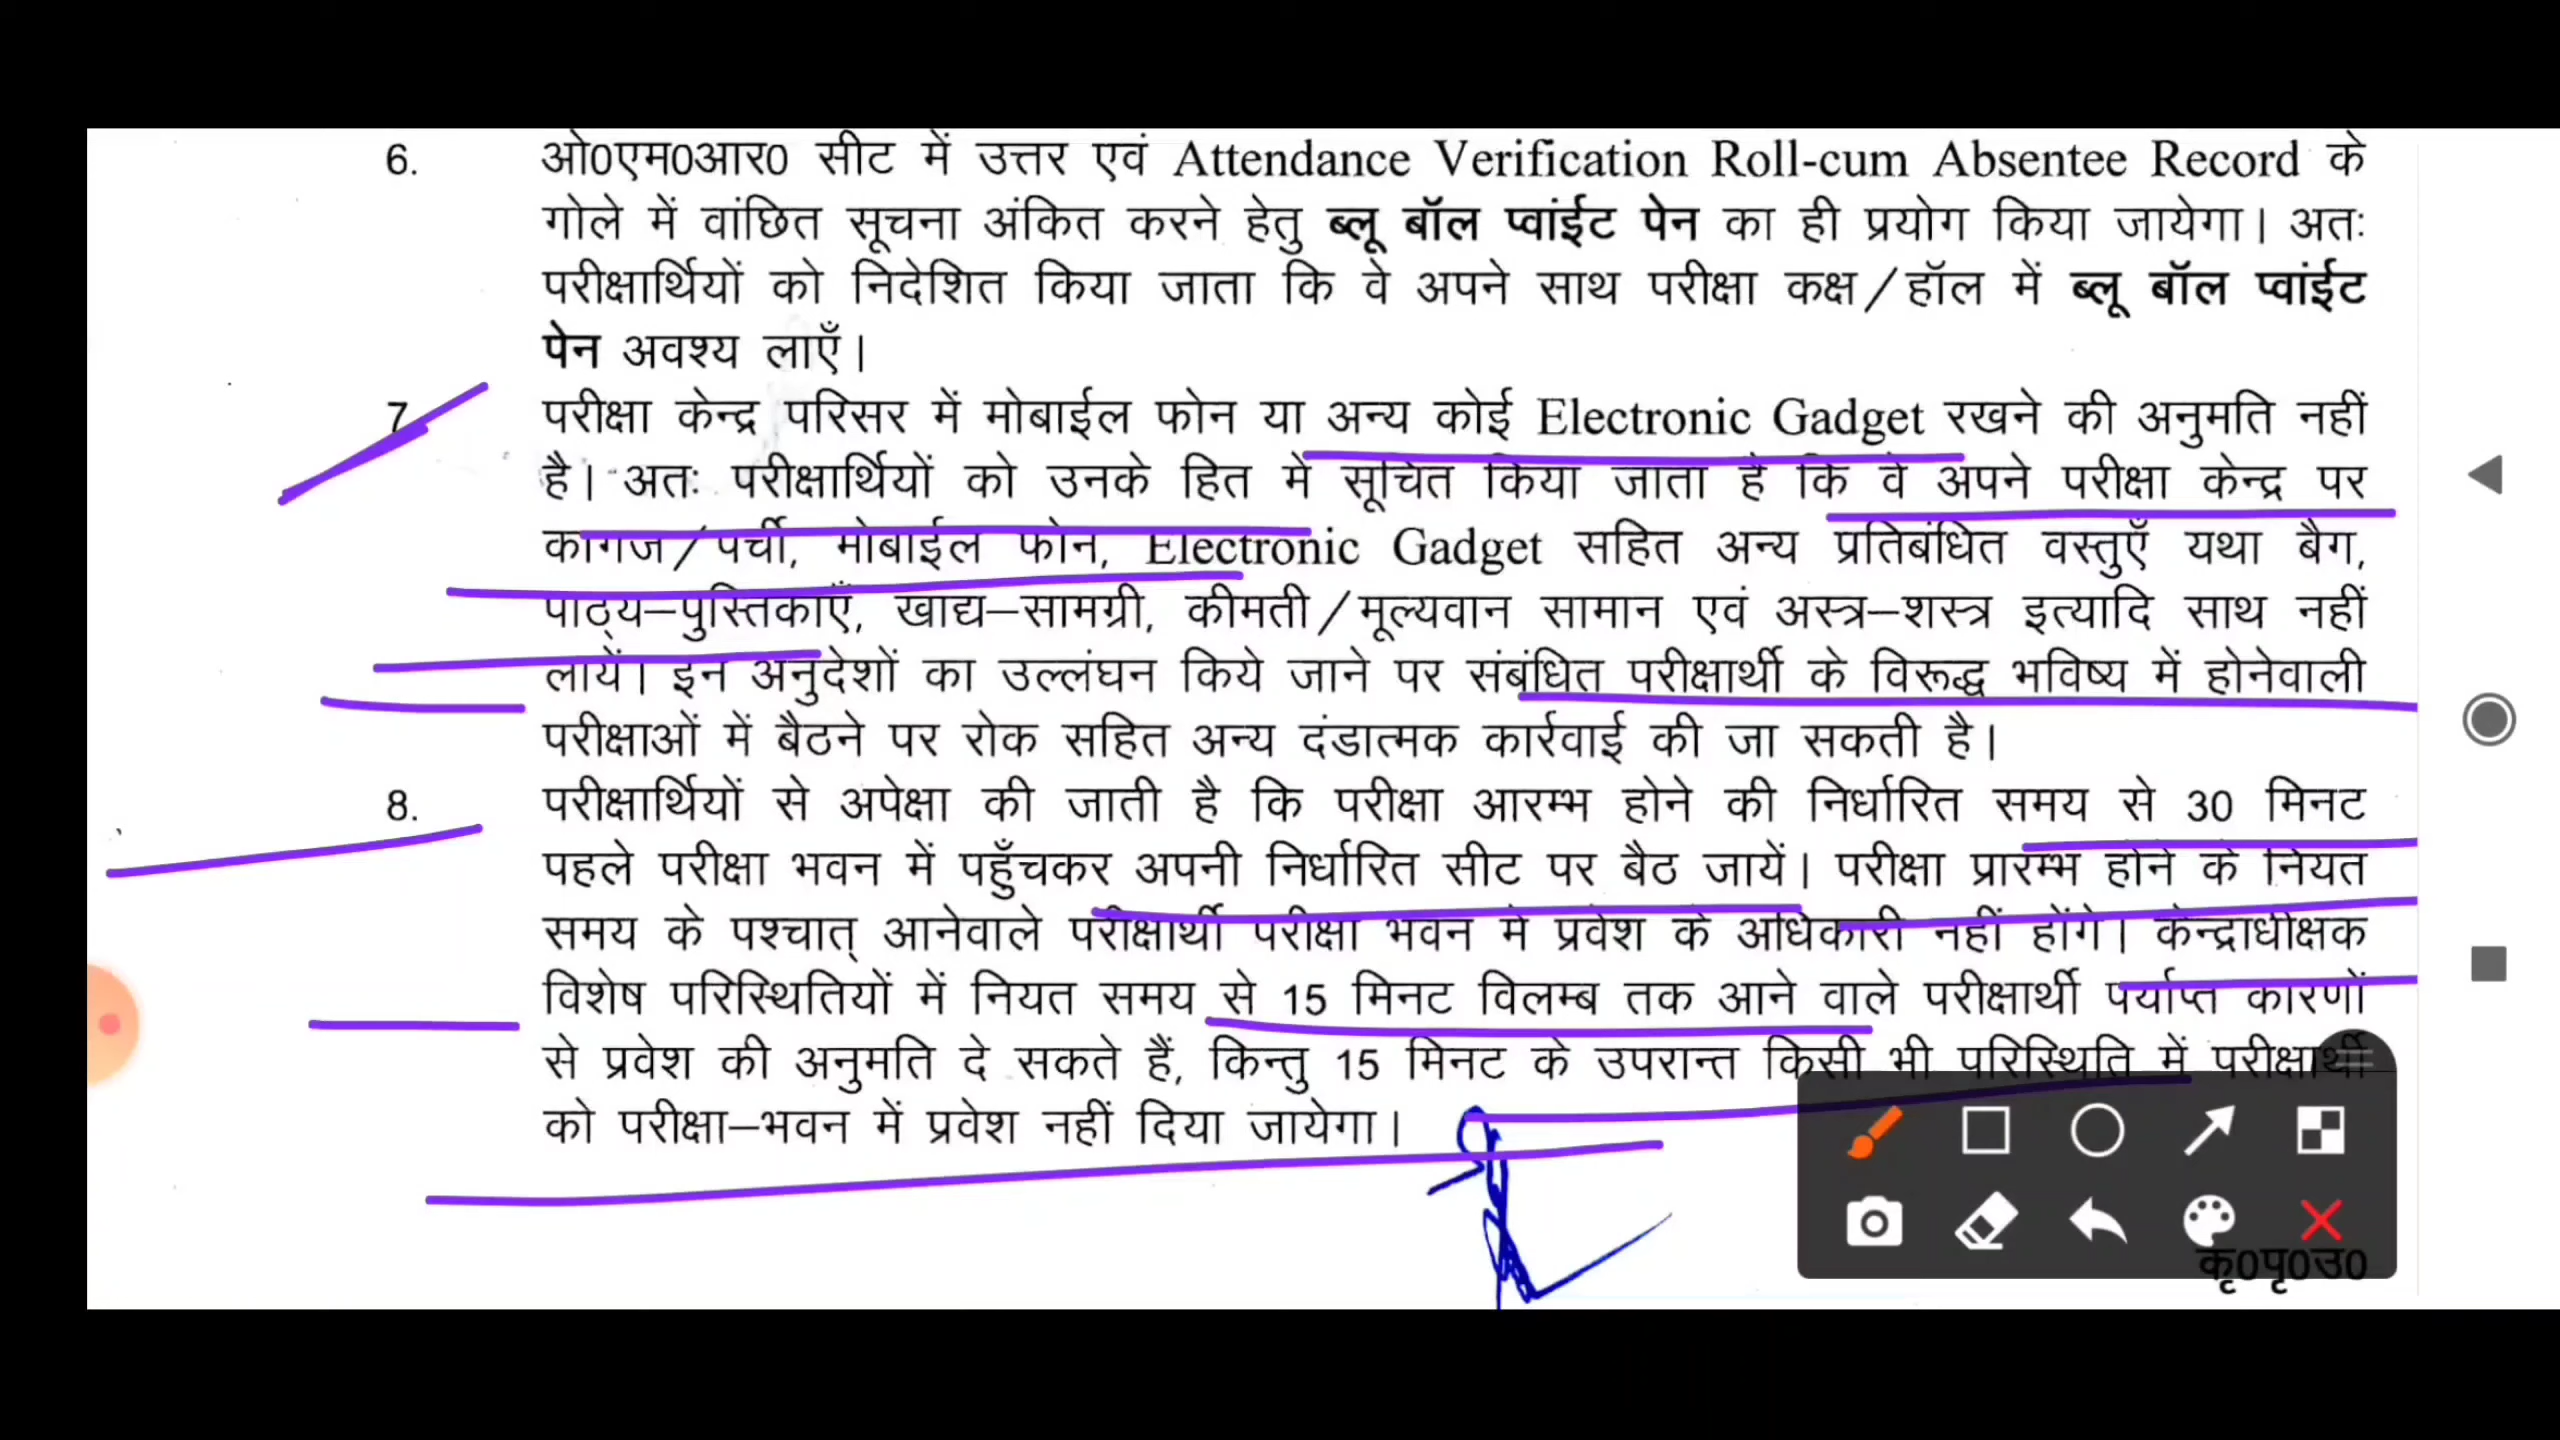 6. ओ0एम0आर0 सीट में उत्तर एवं Attendance Verification Roll-cum Absentee Record के
गोले में वांछित सूचना अंकित करने हेतु ब्लू बॉल प्वांईट पेन का ही प्रयोग किया जायेगा। अतः
परीक्षार्थियों को निदेशित किया जाता कि वे अपने साथ परीक्षा कक्ष/हॉल में ब्लू बॉल प्वांईट
पेन अवश्य लाएँ।
7 परीक्षा केन्द्र परिसर में मोबाईल फोन या अन्य कोई Electronic Gadget रखने की अनुमति नहीं
है। अतः परीक्षार्थियों को उनके हित में सूचित किया जाता है कि वे अपने परीक्षा केन्द्र पर
कागज/पर्ची, मोबाईल फोन, Electronic Gadget सहित अन्य प्रतिबंधित वस्तुएँ यथा बैग,
पाठ्य–पुस्तिकाएँ, खाद्य–सामग्री, कीमती/मूल्यवान सामान एवं अस्त्र–शस्त्र इत्यादि साथ नहीं
लायें। इन अनुदेशों का उल्लंघन किये जाने पर संबंधित परीक्षार्थी के विरूद्ध भविष्य में होनेवाली
परीक्षाओं में बैठने पर रोक सहित अन्य दंडात्मक कार्रवाई की जा सकती है।
8. परीक्षार्थियों से अपेक्षा की जाती है कि परीक्षा आरम्भ होने की निर्धारित समय से 30 मिनट
पहले परीक्षा भवन में पहुँचकर अपनी निर्धारित सीट पर बैठ जायें। परीक्षा प्रारम्भ होने के नियत
समय के पश्चात् आनेवाले परीक्षार्थी परीक्षा भवन में प्रवेश के अधिकारी नहीं होंगे। केन्द्राधीक्षक
विशेष परिस्थितियों में नियत समय से 15 मिनट विलम्ब तक आने वाले परीक्षार्थी पर्याप्त कारणों
से प्रवेश की अनुमति दे सकते हैं, किन्तु 15 मिनट के उपरान्त किसी भी परिस्थिति में परीक्षार्थी
को परीक्षा–भवन में प्रवेश नहीं दिया जायेगा।
कृ0पृ0उ0